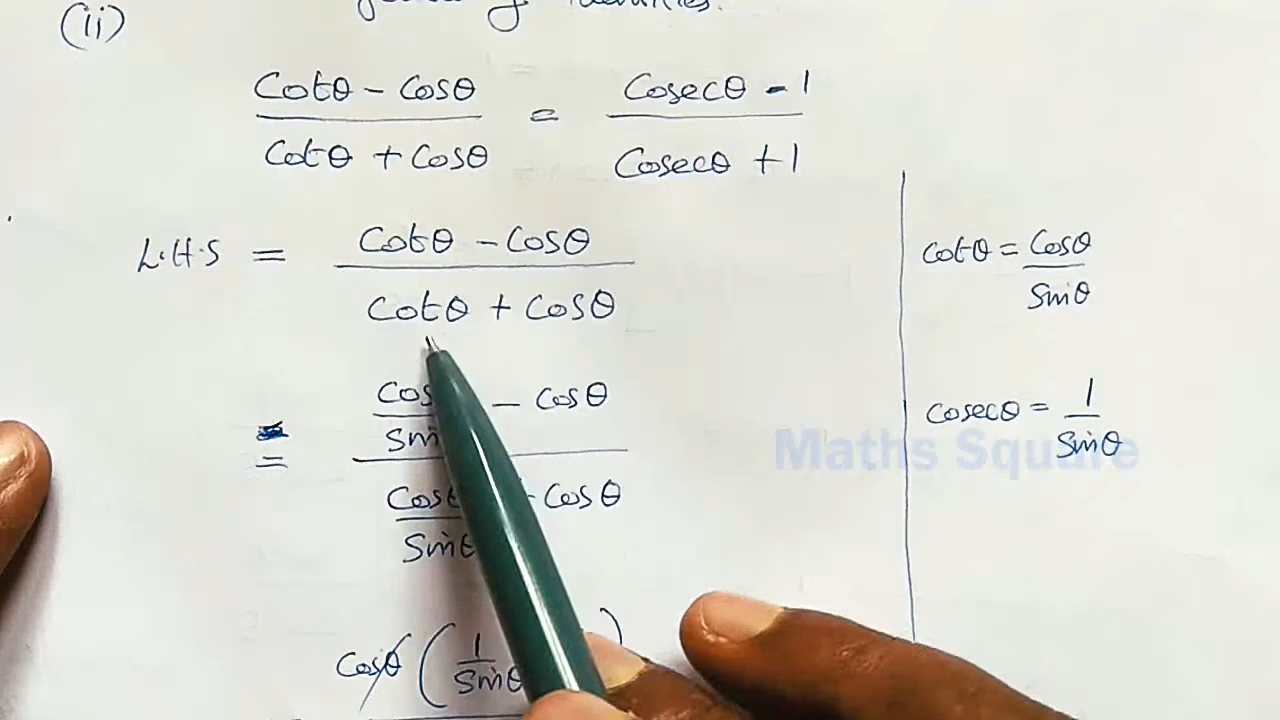 (ii) identities.
Cotθ - Cosθ = Cosecθ - 1
Cotθ + Cosθ Cosecθ + 1
L.H.S = Cotθ - Cosθ
Cotθ + Cosθ
cotθ = Cosθ
Sinθ
= - cosθ
Cosθ
cosecθ = 1
Sinθ
Maths Square
cosθ ( 1 )
Sinθ